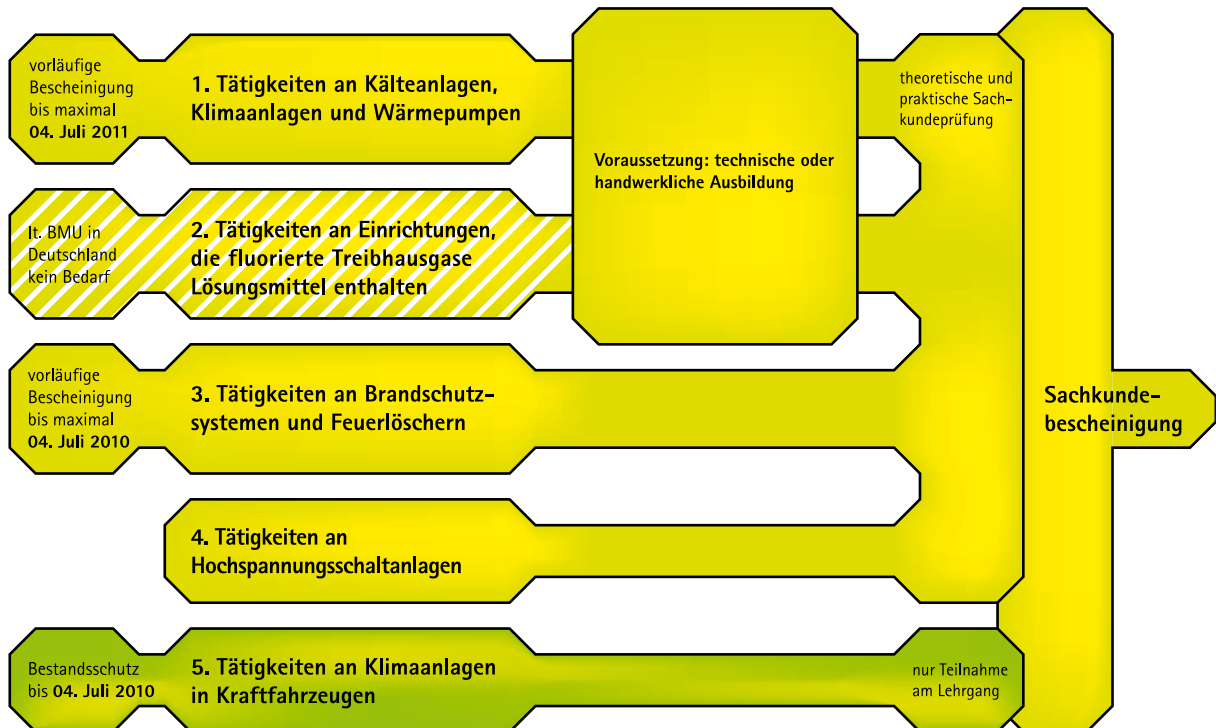 vorläufige
Bescheinigung
bis maximal
04. Juli 2011
1. Tätigkeiten an Kälteanlagen,
Klimaanlagen und Wärmepumpen
Voraussetzung: technische oder
handwerkliche Ausbildung
theoretische und
praktische Sach-
kundeprüfung
lt. BMU in
Deutschland
kein Bedarf
2. Tätigkeiten an Einrichtungen,
die fluorierte Treibhausgase
Lösungsmittel enthalten
vorläufige
Bescheinigung
bis maximal
04. Juli 2010
3. Tätigkeiten an Brandschutz-
systemen und Feuerlöschern
Sachkunde-
bescheinigung
4. Tätigkeiten an
Hochspannungsschaltanlagen
Bestandsschutz
bis 04. Juli 2010
5. Tätigkeiten an Klimaanlagen
in Kraftfahrzeugen
nur Teilnahme
am Lehrgang